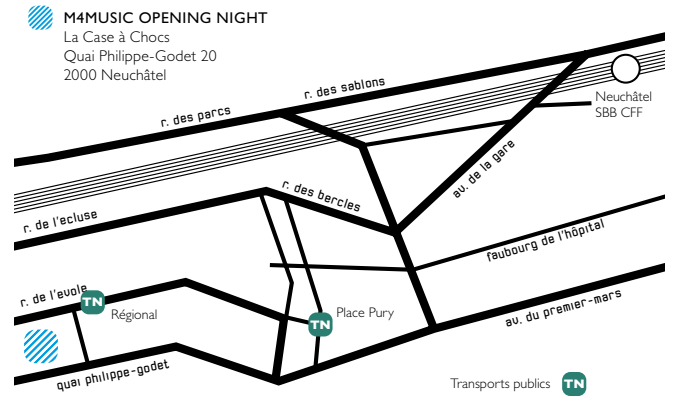 M4MUSIC OPENING NIGHT
La Case à Chocs
Quai Philippe-Godet 20
2000 Neuchâtel
r. des parcs
r. des sablons
Neuchâtel
SBB CFF
av. de la gare
r. des bercles
r. de l'ecluse
faubourg de l'hôpital
r. de l'evole
TN
Régional
TN
Place Pury
av. du premier-mars
quai philippe-godet
Transports publics TN